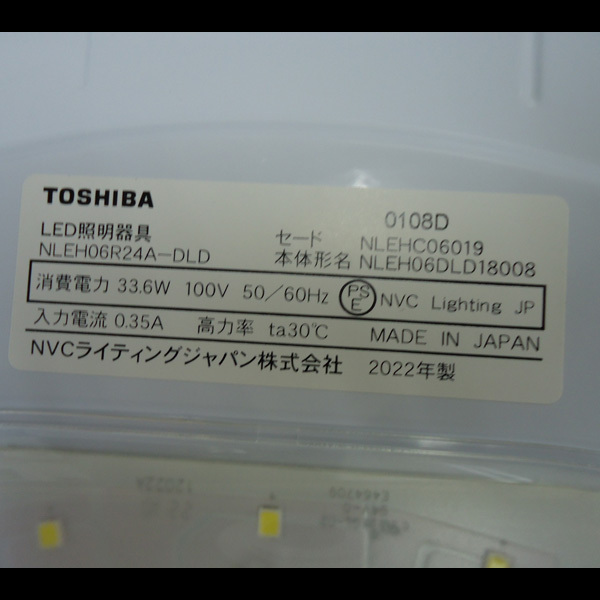 TOSHIBA 0108D
LED照明器具 セード NLEHC06019
NLEH06R24A-DLD 本体形名 NLEH06DLD18008
消費電力 33.6W 100V 50/60Hz PSE NVC Lighting JP
入力電流 0.35A 高力率 ta30℃ MADE IN JAPAN
NVCライティングジャパン株式会社 2022年製